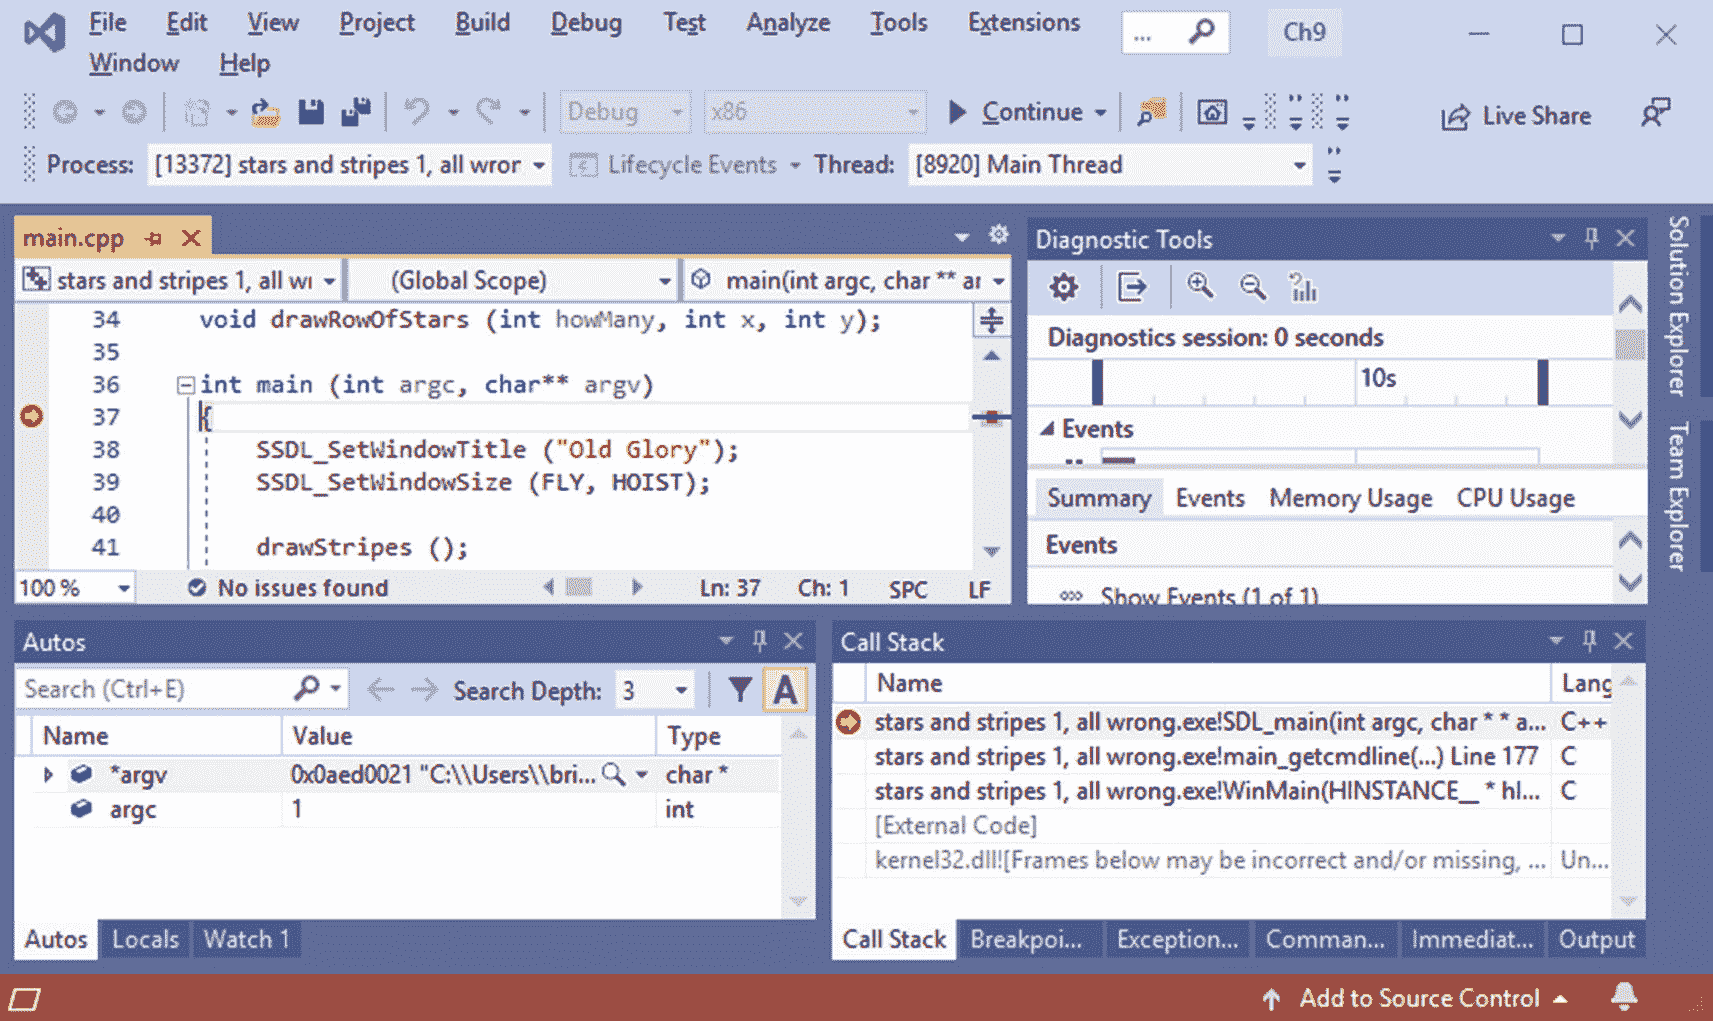 File Edit View Project Build Debug Test Analyze Tools Extensions ... Ch9
Window Help
Debug x86 Continue Live Share
Process: [13372] stars and stripes 1, all wror Lifecycle Events Thread: [8920] Main Thread
main.cpp
stars and stripes 1, all wi (Global Scope) main(int argc, char ** ar
34 void drawRowOfStars (int howMany, int x, int y);
35
36 int main (int argc, char** argv)
37 {
38 SSDL_SetWindowTitle ("Old Glory");
39 SSDL_SetWindowSize (FLY, HOIST);
40
41 drawStripes ();
100 % No issues found Ln: 37 Ch: 1 SPC LF
Diagnostic Tools
Diagnostics session: 0 seconds
10s
Events
Summary Events Memory Usage CPU Usage
Events
Show Events (1 of 1)
Solution Explorer
Team Explorer
Autos
Search (Ctrl+E) Search Depth: 3 A
Name Value Type
*argv 0x0aed0021 "C:\\Users\\bri... char *
argc 1 int
Autos Locals Watch 1
Call Stack
Name Lang
stars and stripes 1, all wrong.exe!SDL_main(int argc, char * * a... C++
stars and stripes 1, all wrong.exe!main_getcmdline(...) Line 177 C
stars and stripes 1, all wrong.exe!WinMain(HINSTANCE__ * hI... C
[External Code]
kernel32.dll![Frames below may be incorrect and/or missing, ... Un...
Call Stack Breakpoi... Exception... Comman... Immediat... Output
Add to Source Control